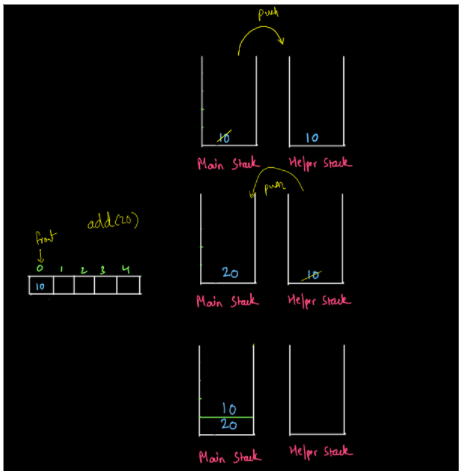 push
10 10
Main Stack Helper Stack
push
add(20)
front
0 1 2 3 4
10
20 10
Main Stack Helper Stack
10
20
Main Stack Helper Stack